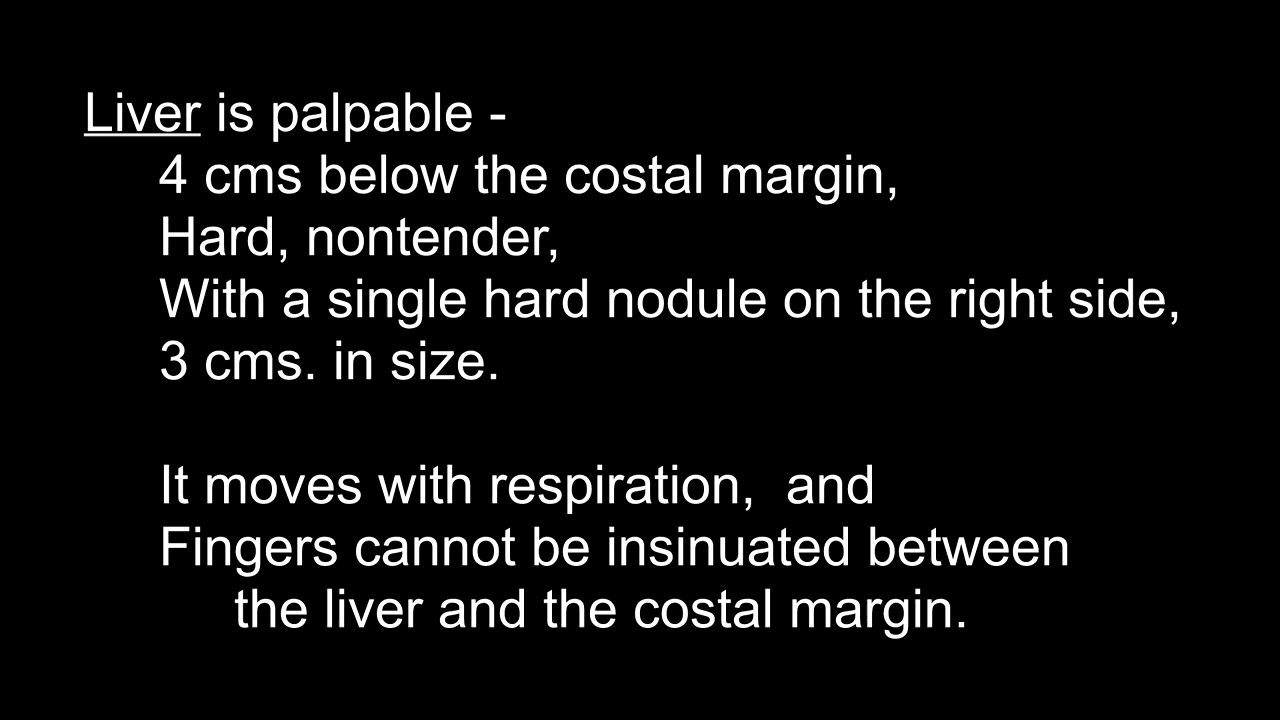 Liver is palpable -
4 cms below the costal margin,
Hard, nontender,
With a single hard nodule on the right side,
3 cms. in size.
It moves with respiration,  and
Fingers cannot be insinuated between
the liver and the costal margin.